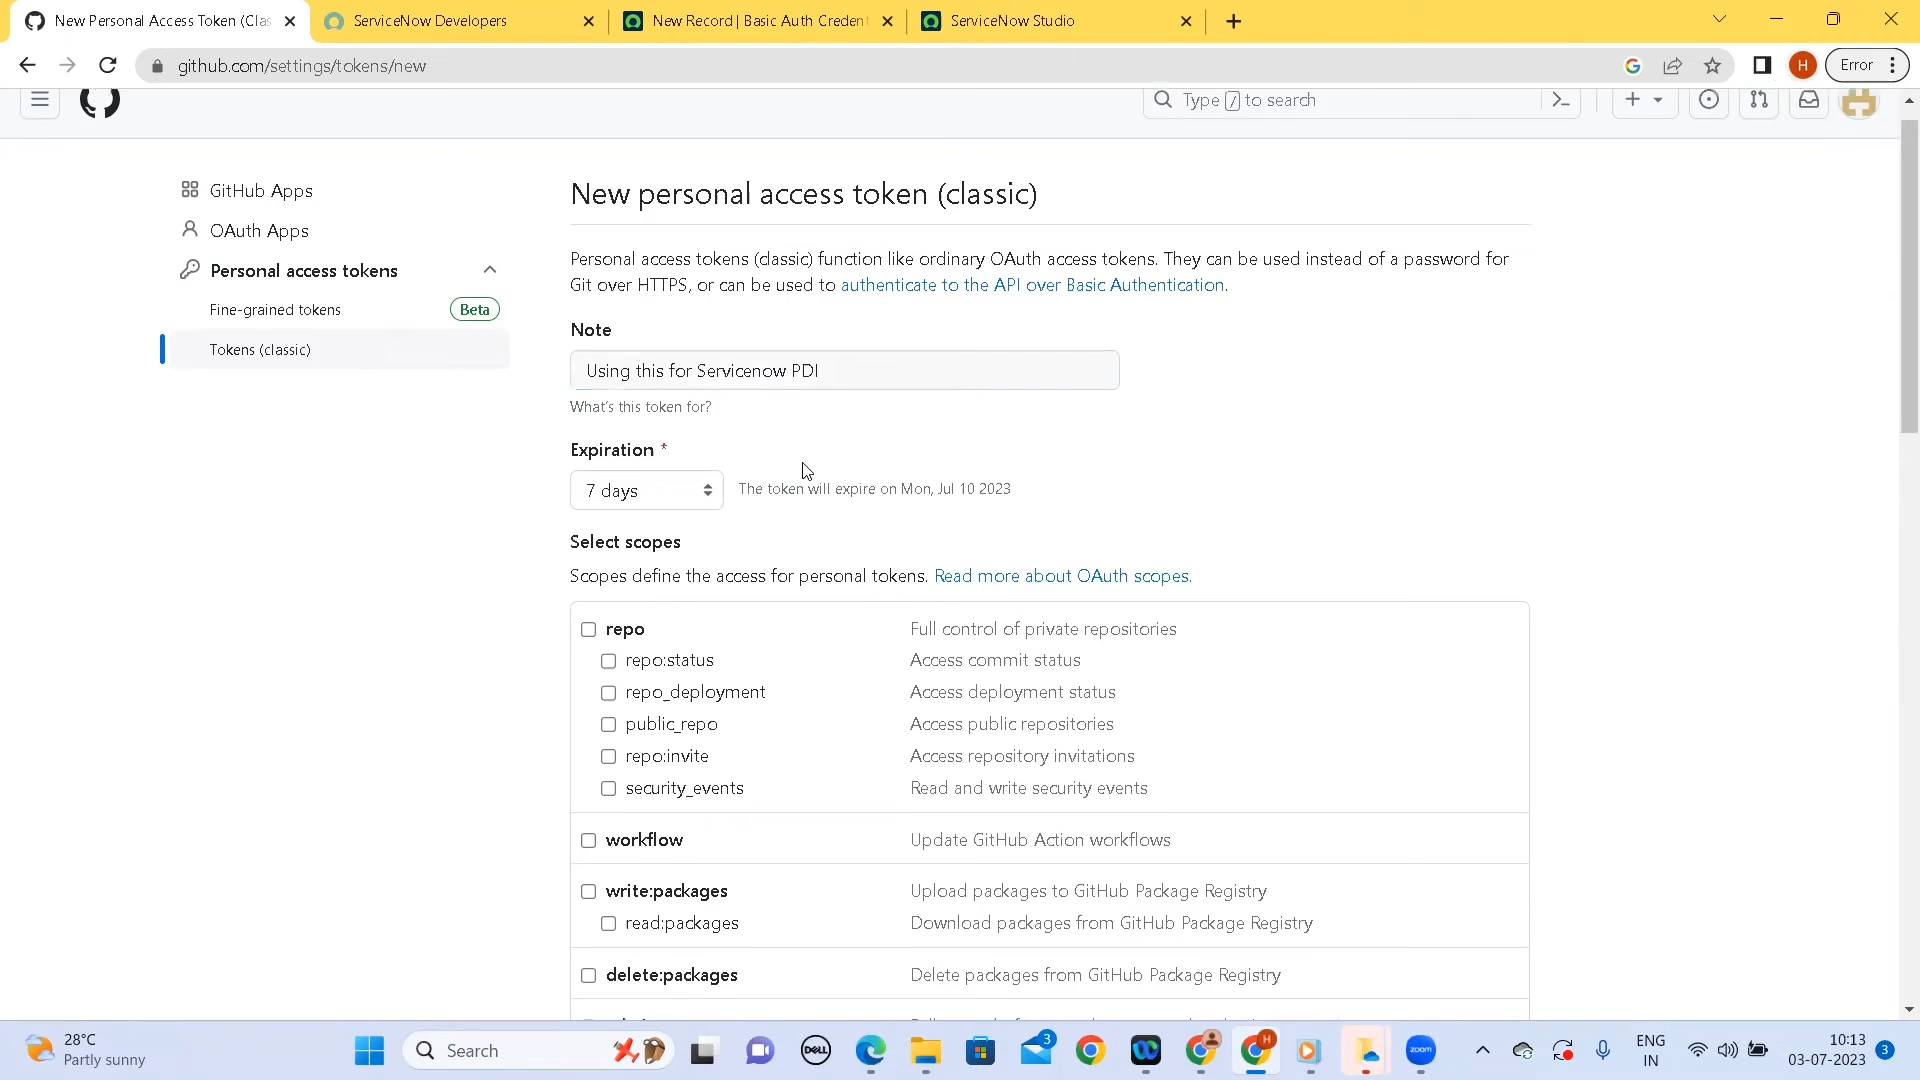 New Personal Access Token (Clas
ServiceNow Developers
New Record | Basic Auth Creden
ServiceNow Studio
github.com/settings/tokens/new
H
Error
Type / to search
GitHub Apps
OAuth Apps
Personal access tokens
Fine-grained tokens
Beta
Tokens (classic)
New personal access token (classic)
Personal access tokens (classic) function like ordinary OAuth access tokens. They can be used instead of a password for
Git over HTTPS, or can be used to authenticate to the API over Basic Authentication.
Note
Using this for Servicenow PDI
What's this token for?
Expiration *
7 days
The token will expire on Mon, Jul 10 2023
Select scopes
Scopes define the access for personal tokens. Read more about OAuth scopes.
repo Full control of private repositories
repo:status Access commit status
repo_deployment Access deployment status
public_repo Access public repositories
repo:invite Access repository invitations
security_events Read and write security events
workflow Update GitHub Action workflows
write:packages Upload packages to GitHub Package Registry
read:packages Download packages from GitHub Package Registry
delete:packages Delete packages from GitHub Package Registry
28°C
Partly sunny
Search
DELL
3
H
zoom
ENG
IN
10:13
03-07-2023
3